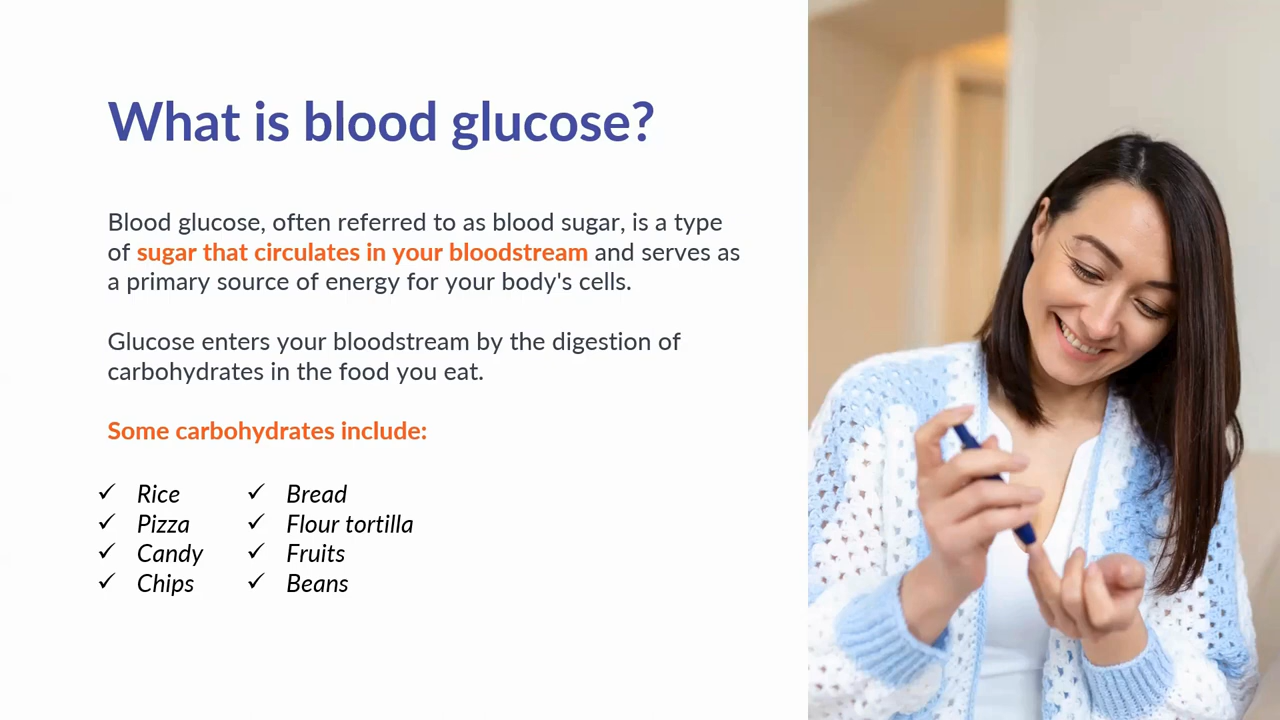 What is blood glucose?
Blood glucose, often referred to as blood sugar, is a type
of sugar that circulates in your bloodstream and serves as
a primary source of energy for your body's cells.
Glucose enters your bloodstream by the digestion of
carbohydrates in the food you eat.
Some carbohydrates include:
✓ Rice
✓ Pizza
✓ Candy
✓ Chips
✓ Bread
✓ Flour tortilla
✓ Fruits
✓ Beans